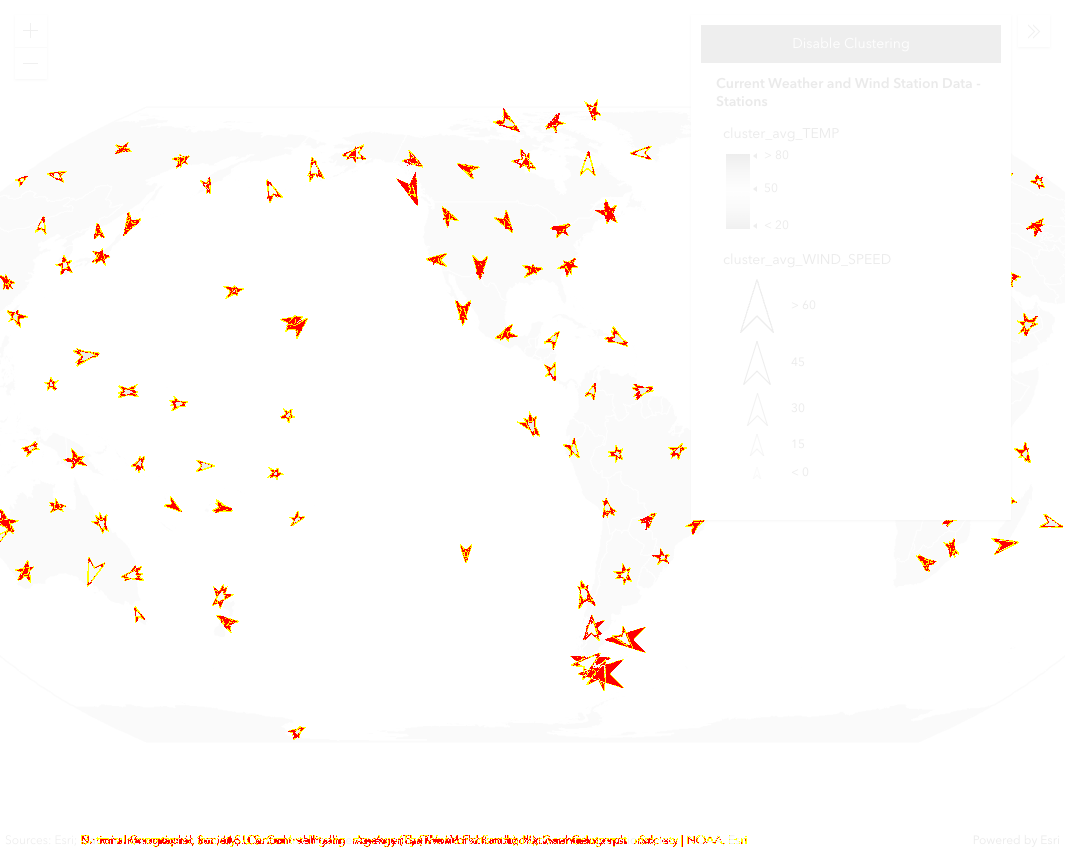 Disable Clustering
Current Weather and Wind Station Data -
Stations
cluster_avg_TEMP
> 80
50
< 20
cluster_avg_WIND_SPEED
> 60
45
30
15
< 0
Sources: Esri, | NOAA, Esri
Powered by Esri